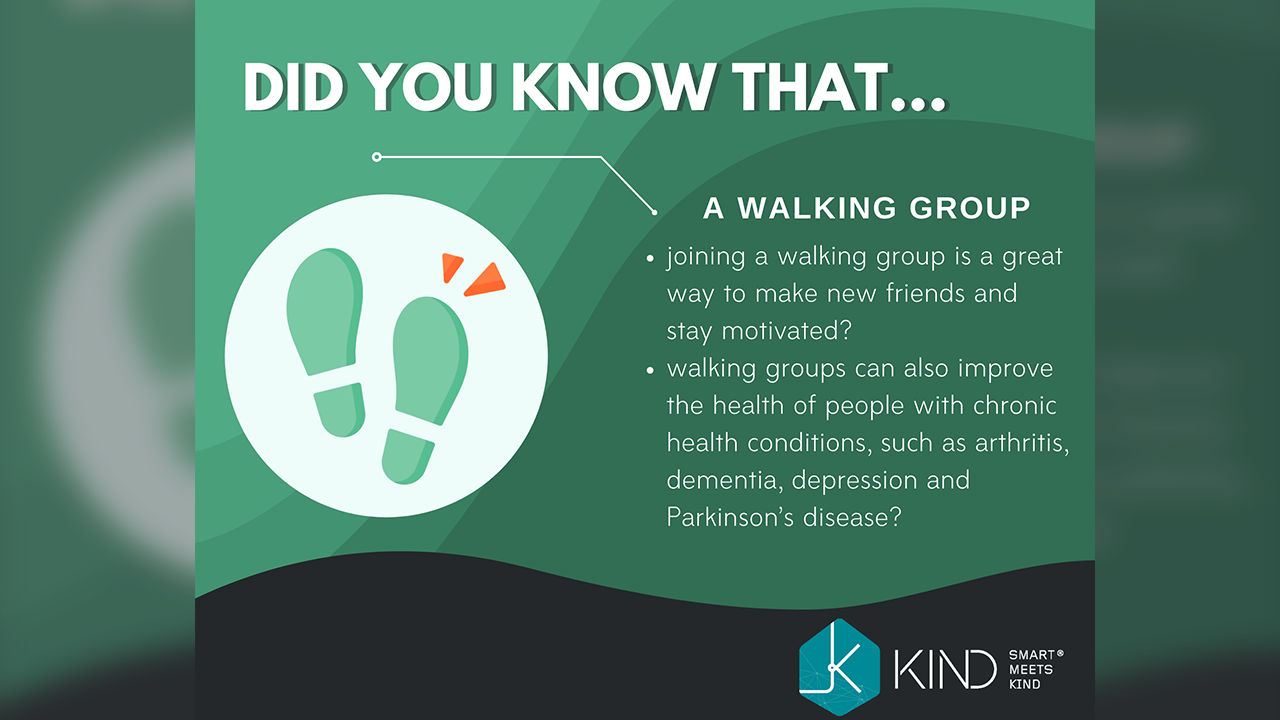 DID YOU KNOW THAT...
A WALKING GROUP
• joining a walking group is a great
way to make new friends and
stay motivated?
• walking groups can also improve
the health of people with chronic
health conditions, such as arthritis,
dementia, depression and
Parkinson's disease?
K KIND
SMART®
MEETS
KIND